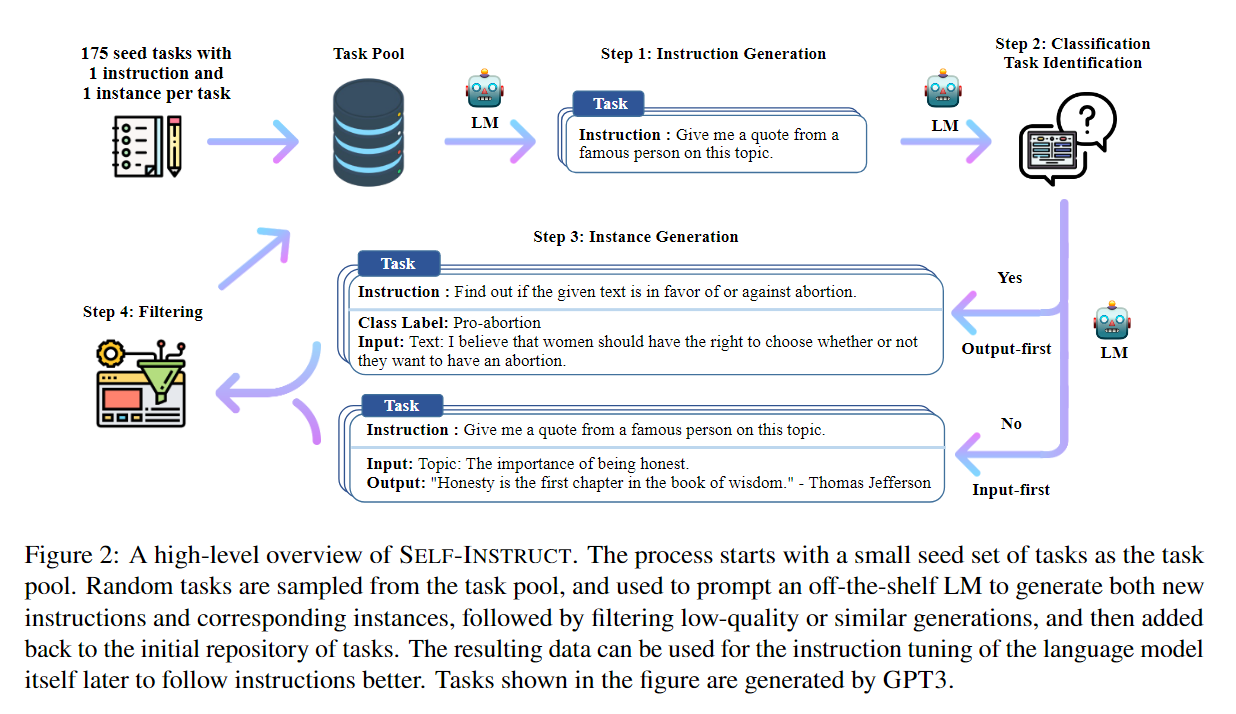 175 seed tasks with
1 instruction and
1 instance per task
Task Pool
LM
Step 1: Instruction Generation
Task
Instruction : Give me a quote from a
famous person on this topic.
LM
Step 2: Classification
Task Identification
Step 3: Instance Generation
Task
Instruction : Find out if the given text is in favor of or against abortion.
Class Label: Pro-abortion
Input: Text: I believe that women should have the right to choose whether or not
they want to have an abortion.
Yes
Output-first
LM
Task
Instruction : Give me a quote from a famous person on this topic.
Input: Topic: The importance of being honest.
Output: "Honesty is the first chapter in the book of wisdom." - Thomas Jefferson
No
Input-first
Step 4: Filtering
Figure 2: A high-level overview of SELF-INSTRUCT. The process starts with a small seed set of tasks as the task
pool. Random tasks are sampled from the task pool, and used to prompt an off-the-shelf LM to generate both new
instructions and corresponding instances, followed by filtering low-quality or similar generations, and then added
back to the initial repository of tasks. The resulting data can be used for the instruction tuning of the language model
itself later to follow instructions better. Tasks shown in the figure are generated by GPT3.